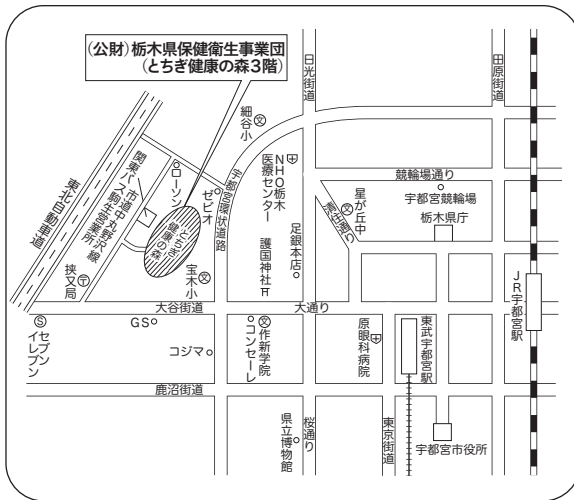 (公財)栃木県保健衛生事業団
(とちぎ健康の森3階)
日光街道
田原街道
細谷小
文
NHO栃木
医療センター
宇都宮環状道路
競輪場通り
宇都宮競輪場
星が丘中
文
栃木県庁
青生通り
関東バス
駒生営業所
市道中丸野沢線
ローソン
ゼビオ
とちぎ
健康の森
東北自動車道
足銀本店
護国神社
宝木小
文
挟又局
〒
大谷街道
大通り
JR宇都宮駅
S
セブン
イレブン
GS
コジマ
文
作新学院
コンセーレ
原眼科病院
東武宇都宮駅
鹿沼街道
県立博物館
桜通り
東京街道
宇都宮市役所